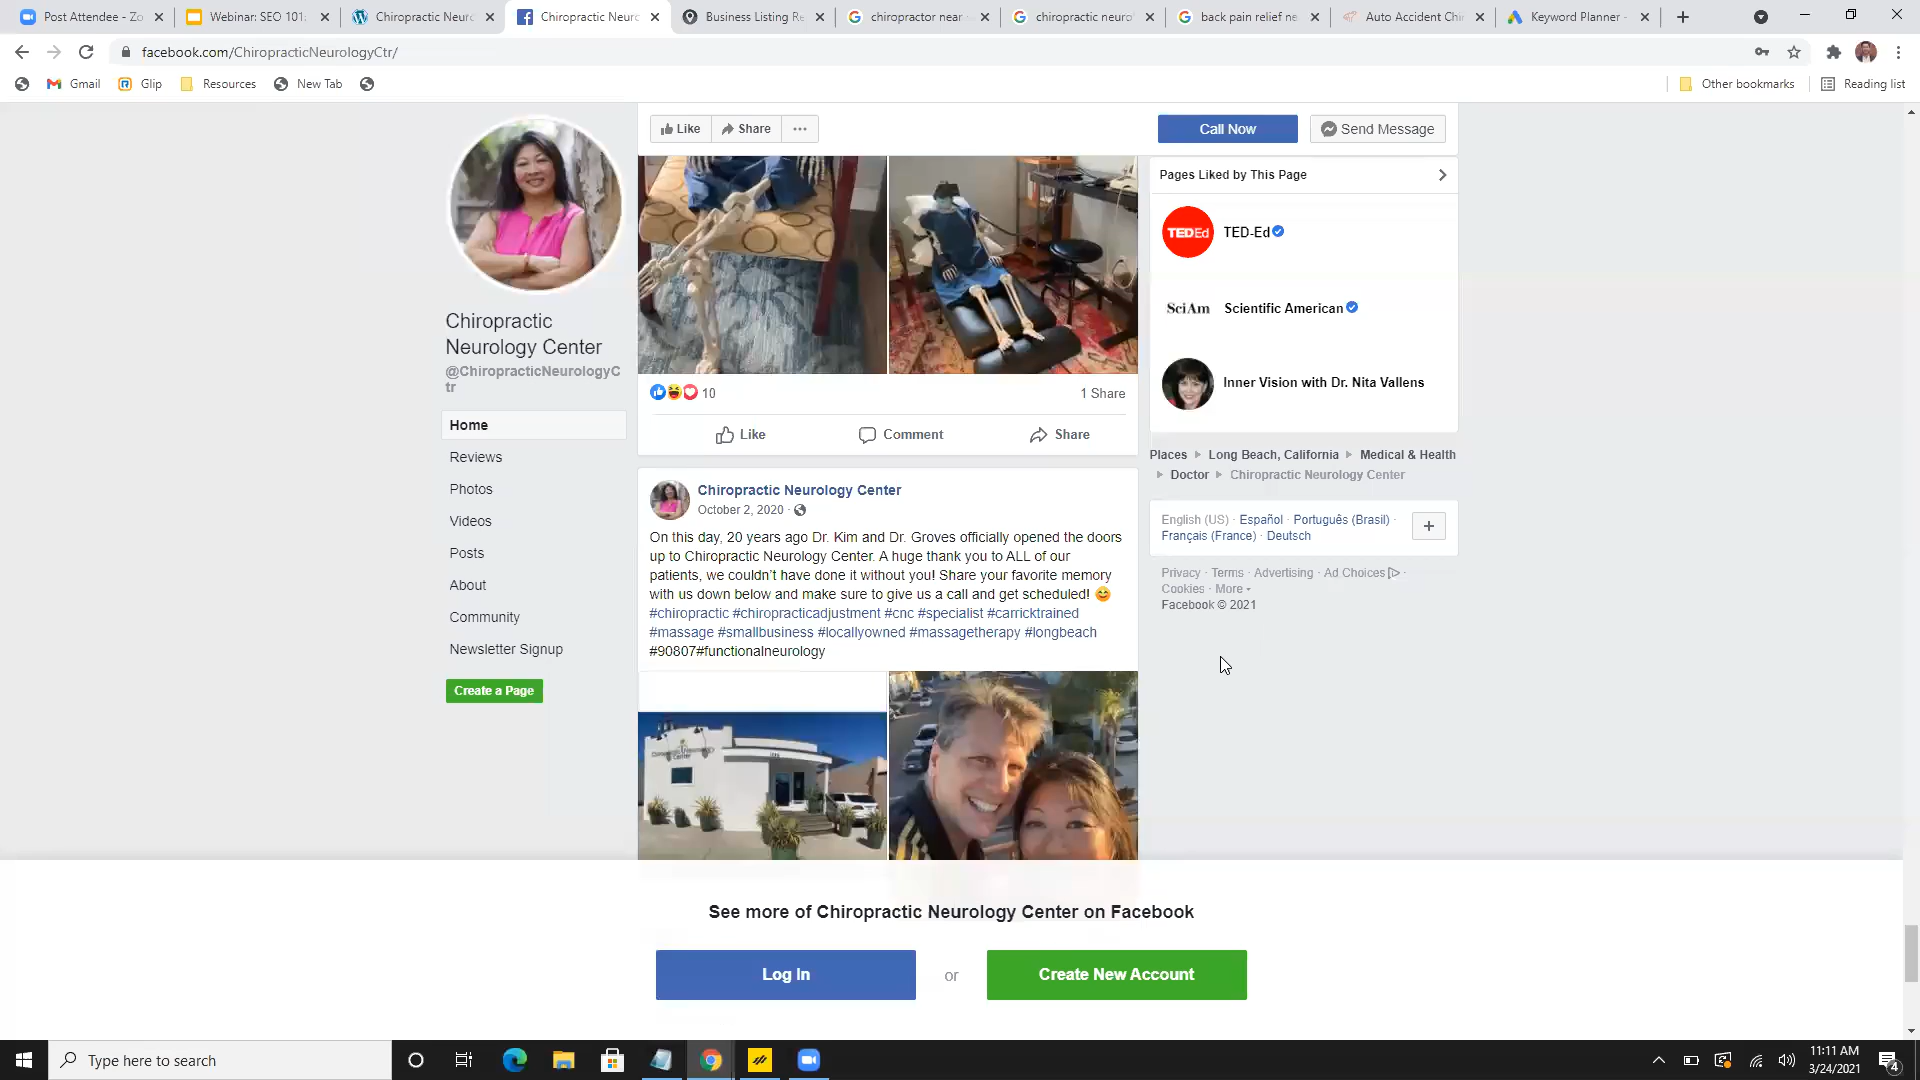 Post Attendee - Zo
Webinar: SEO 101:
Chiropractic Neuro
Chiropractic Neuro
Business Listing Re
chiropractor near
chiropractic neuro
back pain relief ne
Auto Accident Chi
Keyword Planner -
facebook.com/ChiropracticNeurologyCtr/
Gmail
Glip
Resources
New Tab
Other bookmarks
Reading list
Like
Share
Call Now
Send Message
Pages Liked by This Page
TEDEd
TED-Ed
SciAm
Scientific American
Inner Vision with Dr. Nita Vallens
Chiropractic
Neurology Center
@ChiropracticNeurologyC
tr
Home
Reviews
Photos
Videos
Posts
About
Community
Newsletter Signup
Create a Page
10
1 Share
Like
Comment
Share
Places Long Beach, California Medical & Health
Doctor Chiropractic Neurology Center
Chiropractic Neurology Center
October 2, 2020 ·
On this day, 20 years ago Dr. Kim and Dr. Groves officially opened the doors
up to Chiropractic Neurology Center. A huge thank you to ALL of our
patients, we couldn't have done it without you! Share your favorite memory
with us down below and make sure to give us a call and get scheduled! 😊
#chiropractic #chiropracticadjustment #cnc #specialist #carricktrained
#massage #smallbusiness #locallyowned #massagetherapy #longbeach
#90807#functionalneurology
English (US) · Español · Português (Brasil) ·
Français (France) · Deutsch
Privacy · Terms · Advertising · Ad Choices ·
Cookies · More
Facebook © 2021
See more of Chiropractic Neurology Center on Facebook
Log In
or
Create New Account
Type here to search
11:11 AM
3/24/2021
4